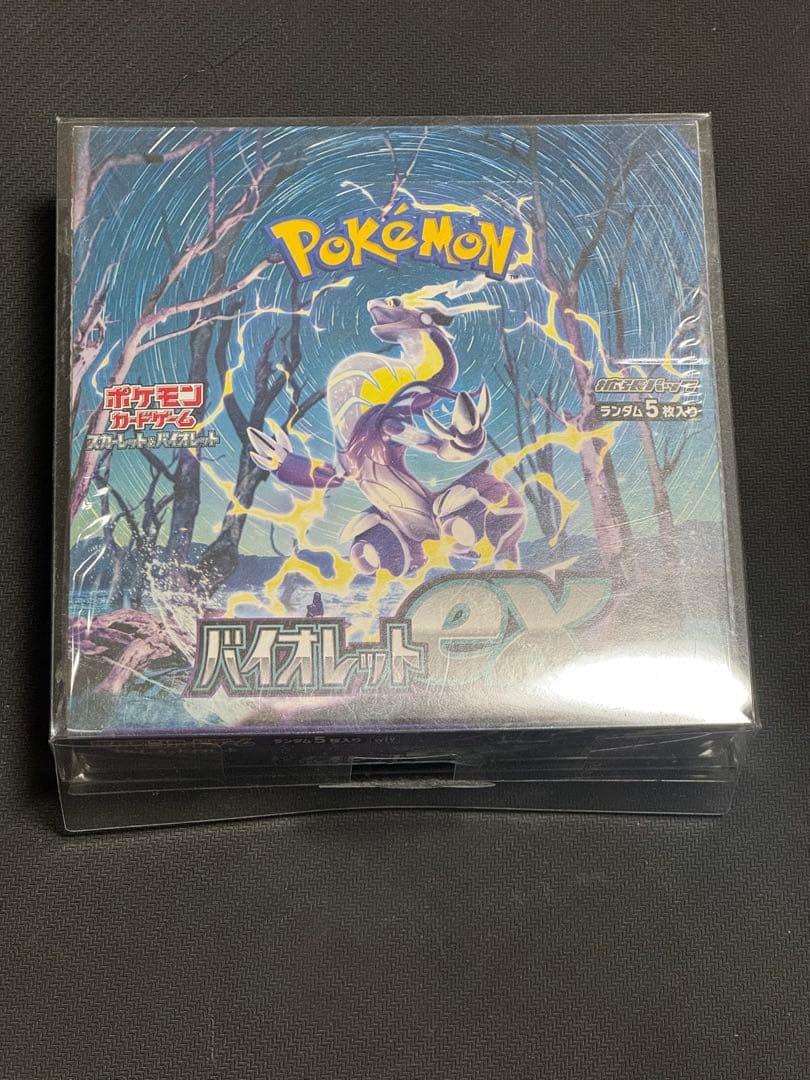 POKéMON
TM
拡張パック
ランダム5枚入り
ポケモン
カードゲーム
スカーレット&バイオレット
バイオレットex
ランダム5枚入り